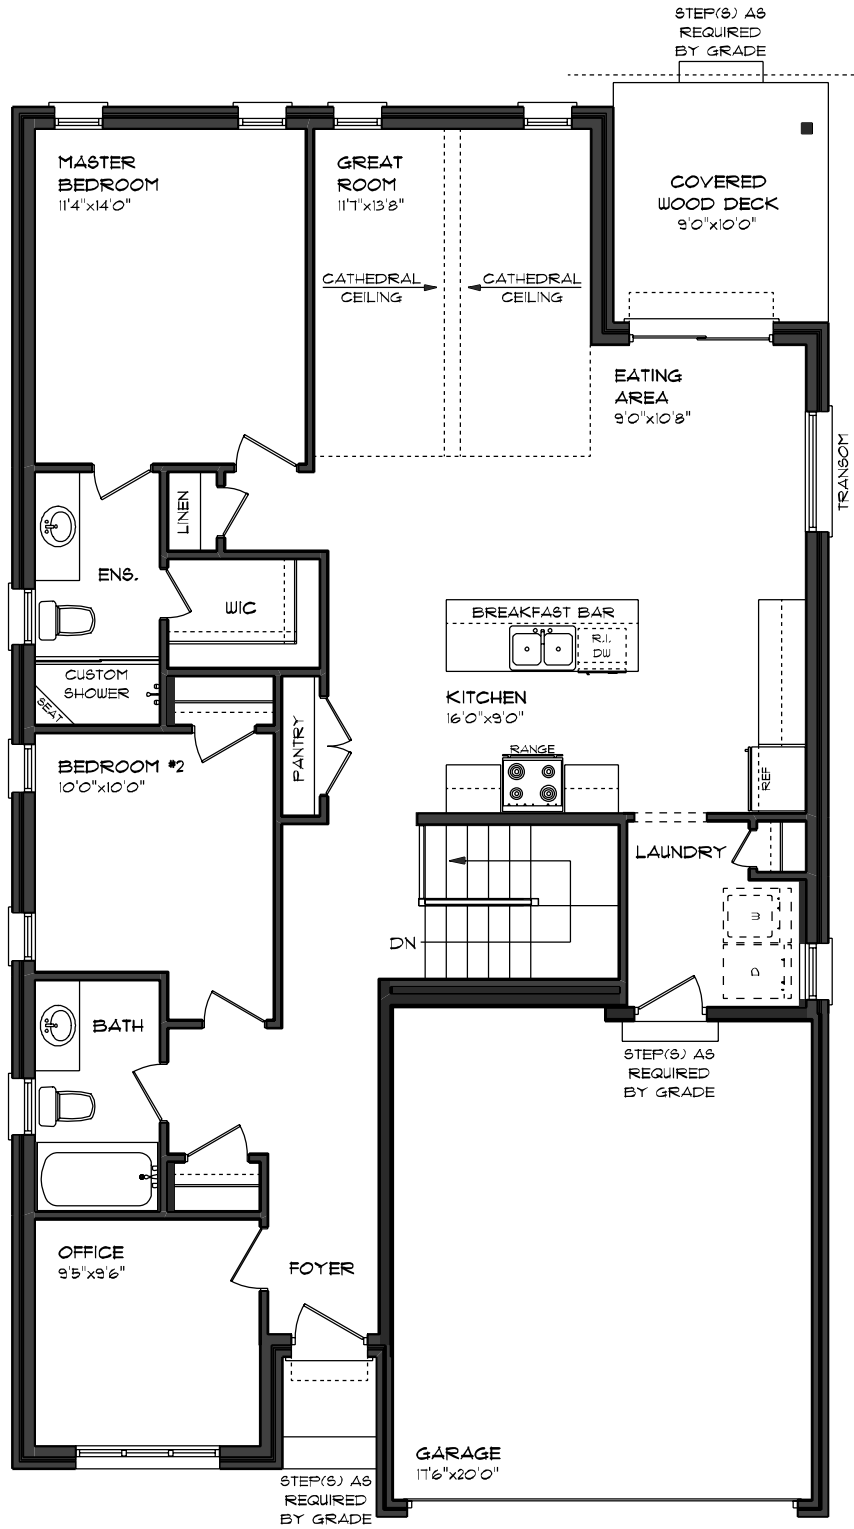 STEP(S) AS
REQUIRED
BY GRADE
MASTER
BEDROOM
11'4"x14'0"
GREAT
ROOM
11'7"x13'8"
COVERED
WOOD DECK
9'0"x10'0"
CATHEDRAL
CEILING
CATHEDRAL
CEILING
EATING
AREA
9'0"x10'8"
TRANSOM
LINEN
ENS.
WIC
BREAKFAST BAR
R.I.
DW
CUSTOM
SHOWER
SEAT
KITCHEN
16'0"x9'0"
PANTRY
RANGE
REF
BEDROOM #2
10'0"x10'0"
LAUNDRY
W
D
DN
BATH
STEP(S) AS
REQUIRED
BY GRADE
OFFICE
9'5"x9'6"
FOYER
GARAGE
17'6"x20'0"
STEP(S) AS
REQUIRED
BY GRADE